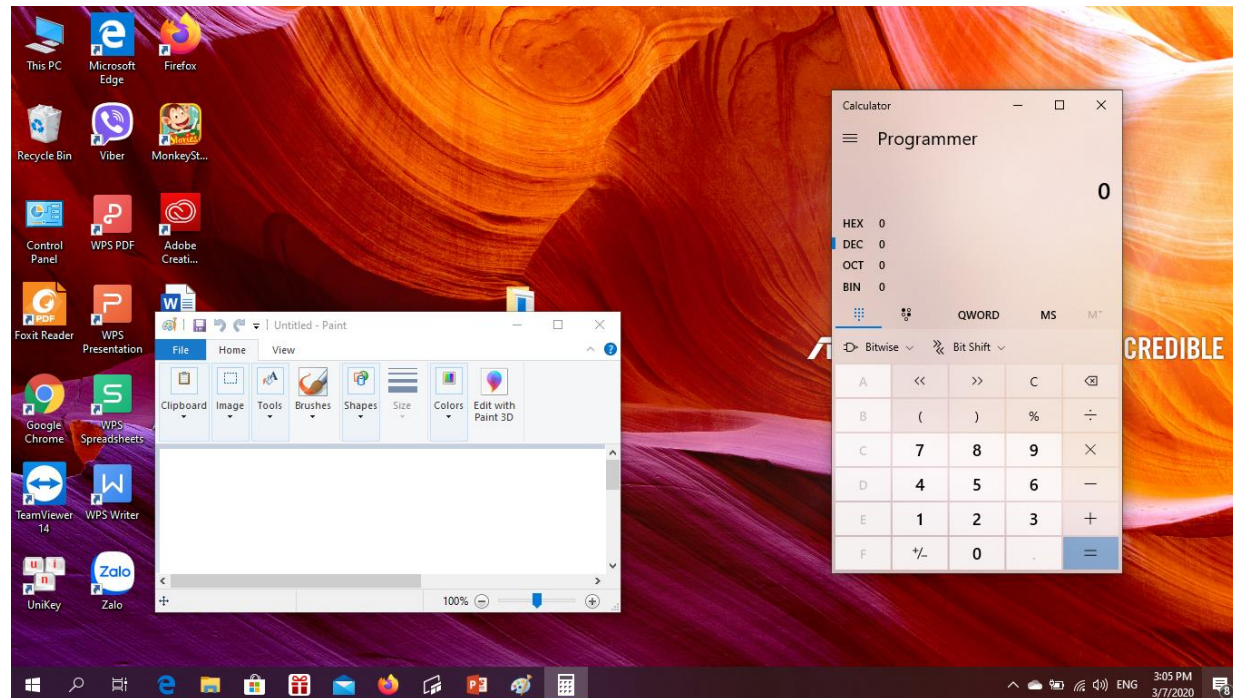 This PC
Microsoft
Edge
Firefox
Recycle Bin
Viber
Stories
MonkeySt...
Control
Panel
WPS PDF
Adobe
Creati...
PDF
Foxit Reader
WPS
Presentation
W
Google
Chrome
WPS
Spreadsheets
TeamViewer
14
WPS Writer
u i
n
UniKey
Zalo
Zalo
Untitled - Paint
File Home View
Clipboard Image Tools Brushes Shapes Size Colors Edit with
Paint 3D
100%
Calculator
Programmer
0
HEX 0
DEC 0
OCT 0
BIN 0
QWORD MS M˅
Bitwise Bit Shift
A << >> C
B ( ) % ÷
C 7 8 9 ×
D 4 5 6 −
E 1 2 3 +
F +/− 0 . =
CREDIBLE
ENG
3:05 PM
3/7/2020
8